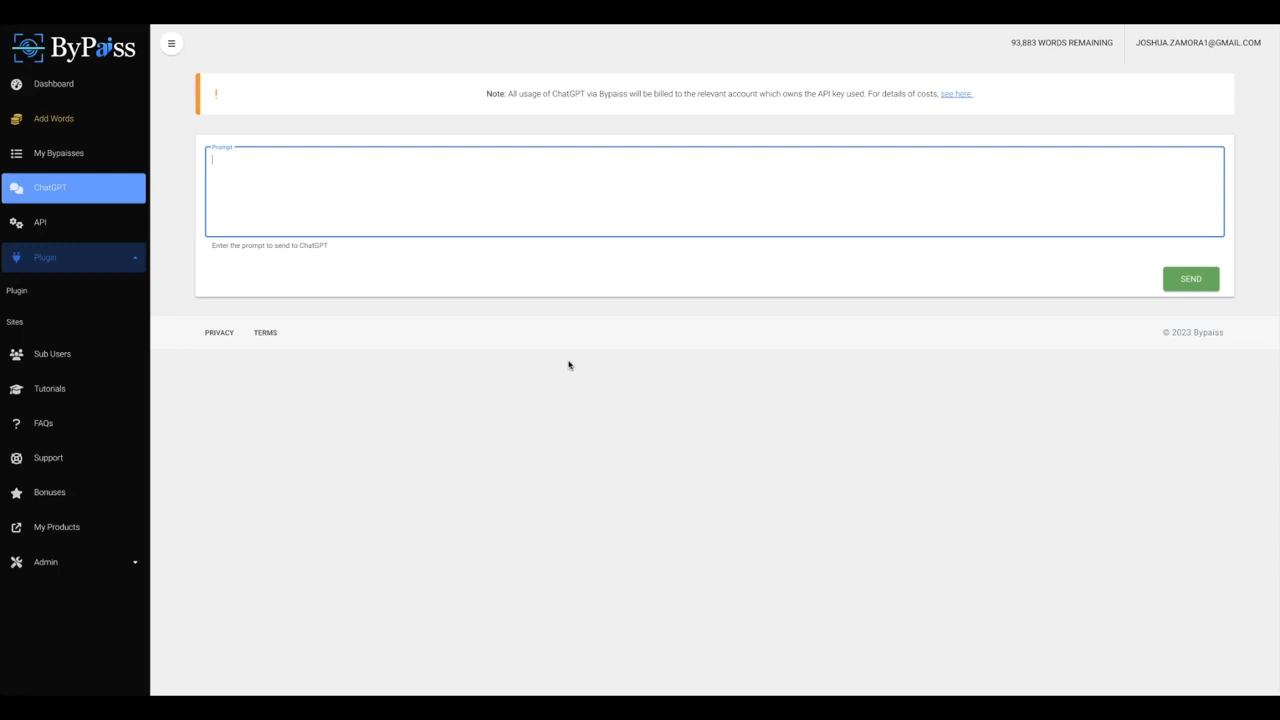 ByPaiss
Dashboard
Add Words
My Bypaisses
ChatGPT
API
Plugin
Plugin
Sites
Sub Users
Tutorials
FAQs
Support
Bonuses
My Products
Admin
93,883 WORDS REMAINING
JOSHUA.ZAMORA1@GMAIL.COM
! Note: All usage of ChatGPT via Bypaiss will be billed to the relevant account which owns the API key used. For details of costs, see here.
Prompt
Enter the prompt to send to ChatGPT
SEND
PRIVACY TERMS © 2023 Bypaiss